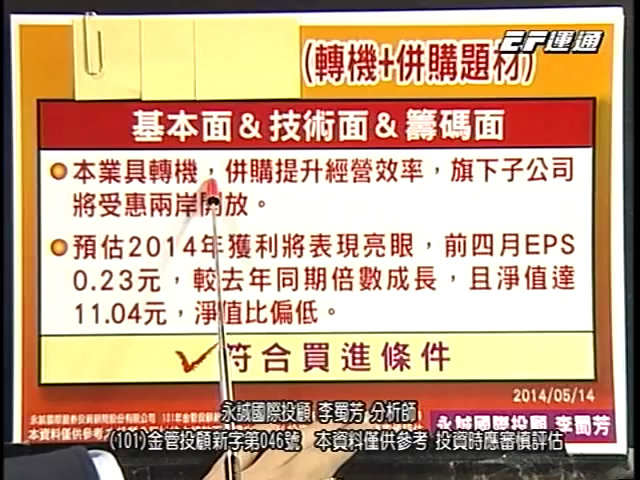 EF運通
(轉機+併購題材)
基本面&技術面&籌碼面
本業具轉機，併購提升經營效率，旗下子公司
將受惠兩岸開放。
預估2014年獲利將表現亮眼，前四月EPS
0.23元，較去年同期倍數成長，且淨值達
11.04元，淨值比偏低。
符合買進條件
2014/05/14
永誠國際投顧 李蜀芳 分析師
永誠國際投顧 李蜀芳
(101)金管投顧新字第046號 本資料僅供參考 投資時應審慎評估